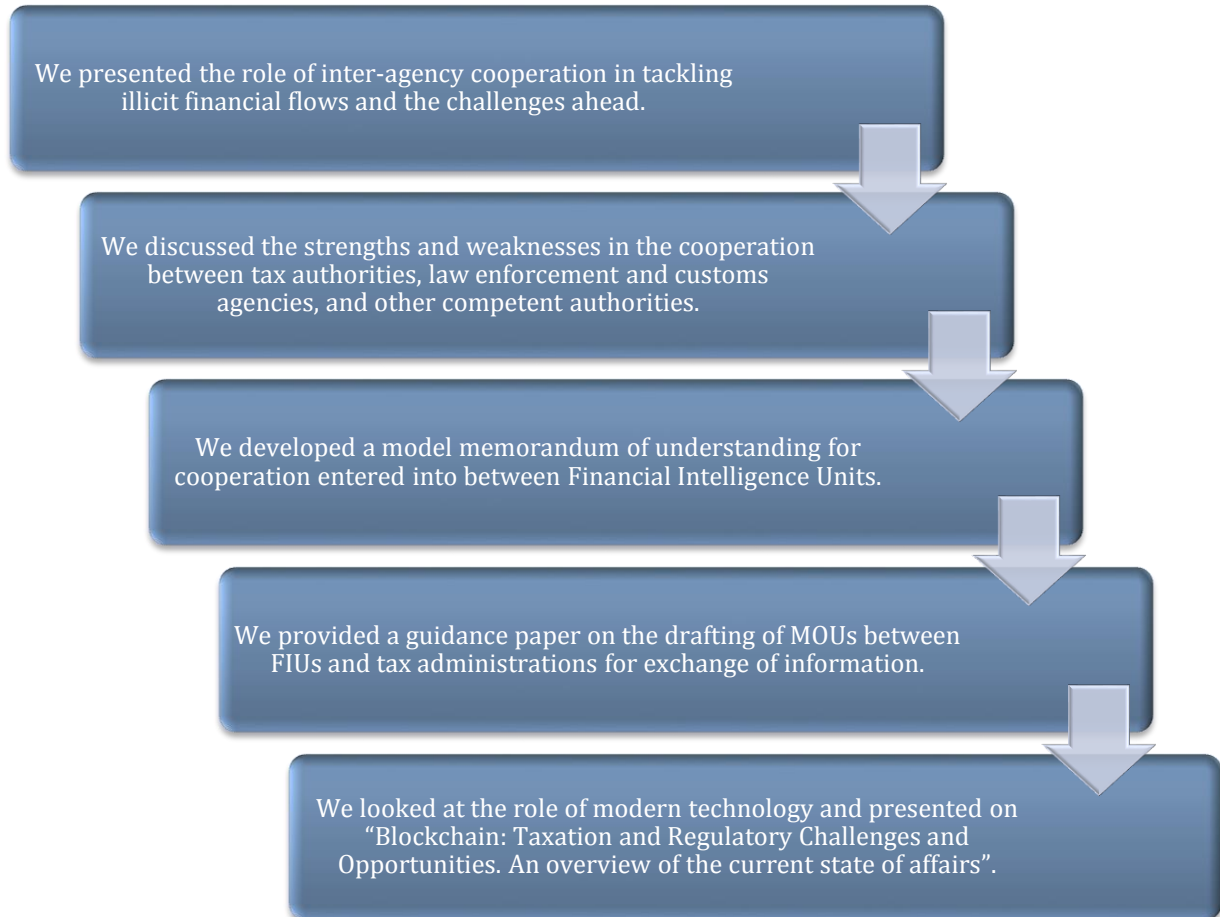 We presented the role of inter-agency cooperation in tackling
illicit financial flows and the challenges ahead.
We discussed the strengths and weaknesses in the cooperation
between tax authorities, law enforcement and customs
agencies, and other competent authorities.
We developed a model memorandum of understanding for
cooperation entered into between Financial Intelligence Units.
We provided a guidance paper on the drafting of MOUs between
FIUs and tax administrations for exchange of information.
We looked at the role of modern technology and presented on
“Blockchain: Taxation and Regulatory Challenges and
Opportunities. An overview of the current state of affairs”.